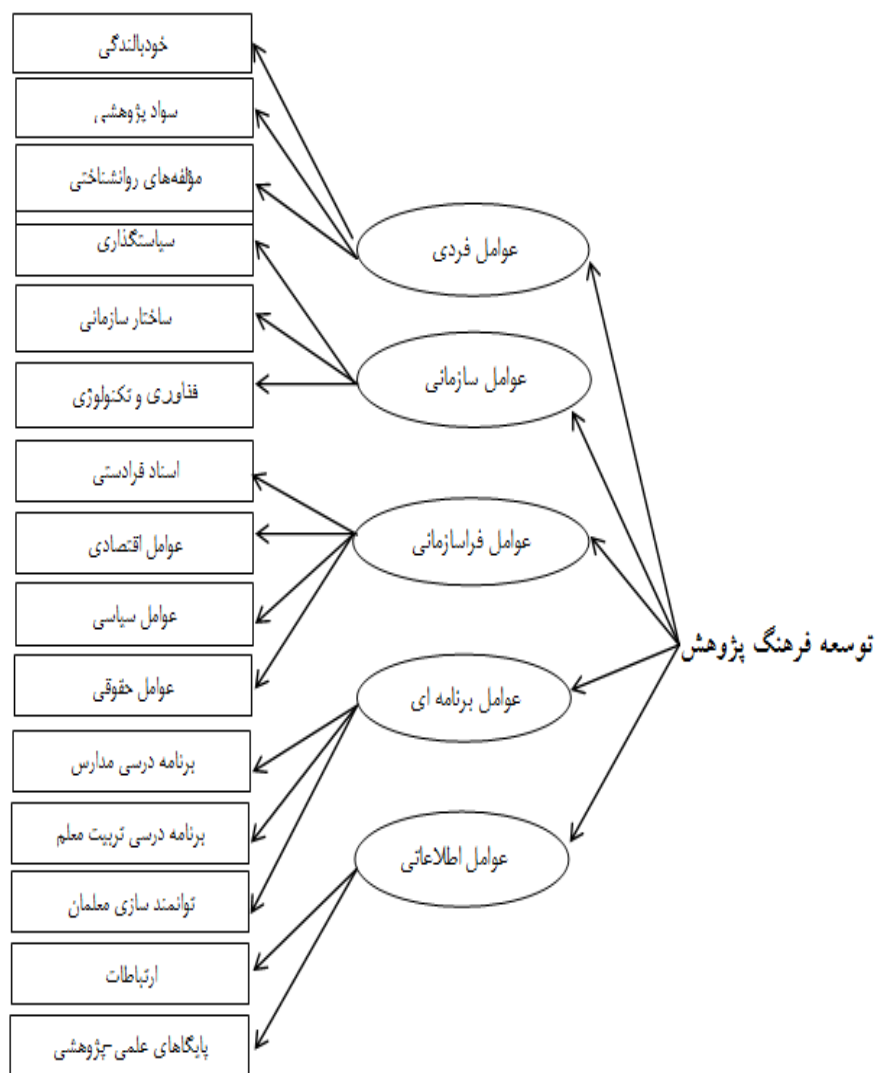 توسعه فرهنگ پژوهش
عوامل فردی
خودبالندگی
سواد پژوهشی
مؤلفه‌های روانشناختی
عوامل سازمانی
سیاستگذاری
ساختار سازمانی
فناوری و تکنولوژی
عوامل فراسازمانی
اسناد فرادستی
عوامل اقتصادی
عوامل سیاسی
عوامل حقوقی
عوامل برنامه ای
برنامه درسی مدارس
برنامه درسی تربیت معلم
توانمند سازی معلمان
عوامل اطلاعاتی
ارتباطات
پایگاهای علمی-پژوهشی